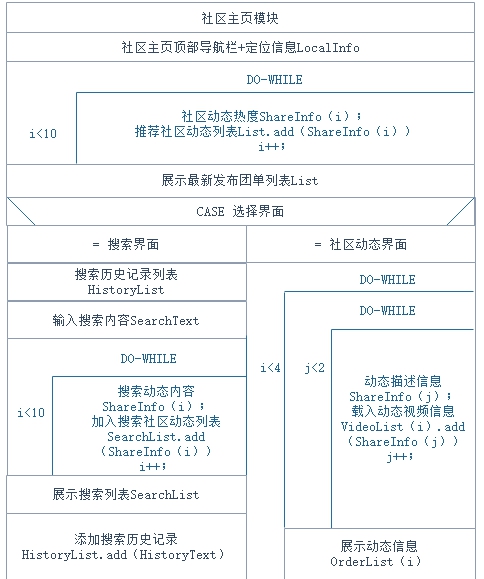 社区主页模块
社区主页顶部导航栏+定位信息LocalInfo
DO-WHILE
i<10
社区动态热度ShareInfo（i）;
推荐社区动态列表List.add（ShareInfo（i））
i++;
展示最新发布团单列表List
CASE 选择界面
= 搜索界面
= 社区动态界面
搜索历史记录列表
HistoryList
输入搜索内容SearchText
DO-WHILE
i<10
搜索动态内容
ShareInfo（i）;
加入搜索社区动态列表
SearchList.add
（ShareInfo（i））
i++;
展示搜索列表SearchList
添加搜索历史记录
HistoryList.add（HistoryText）
DO-WHILE
i<4
DO-WHILE
j<2
动态描述信息
ShareInfo（j）;
载入动态视频信息
VideoList（i）.add
（ShareInfo（j））
j++;
展示动态信息
OrderList（i）